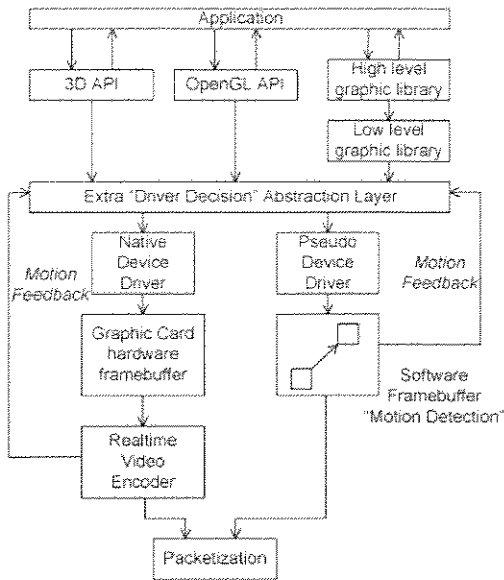 Application
3D API
OpenGL API
High level
graphic library
Low level
graphic library
Extra "Driver Decision" Abstraction Layer
Motion
Feedback
Native
Device
Driver
Pseudo
Device
Driver
Motion
Feedback
Graphic Card
hardware
framebuffer
Software
Framebuffer
"Motion Detection"
Realtime
Video
Encoder
Packetization